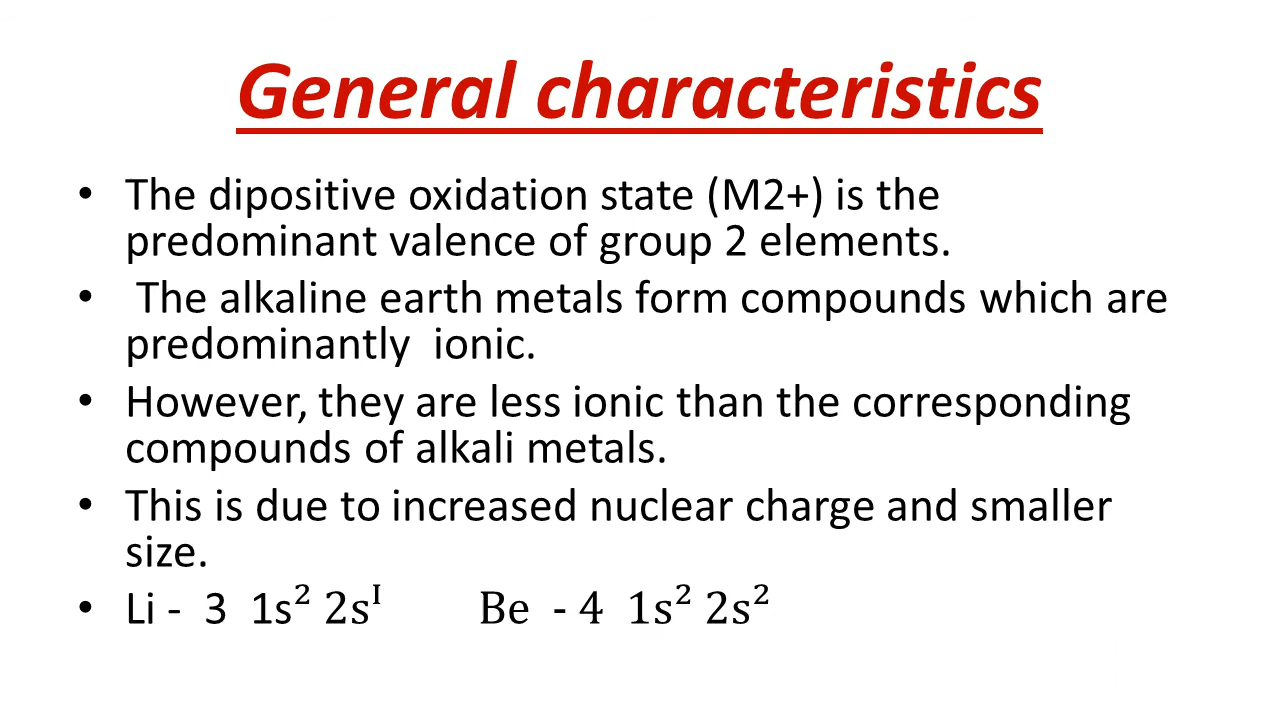 General characteristics
• The dipositive oxidation state (M2+) is the
predominant valence of group 2 elements.
• The alkaline earth metals form compounds which are
predominantly ionic.
• However, they are less ionic than the corresponding
compounds of alkali metals.
• This is due to increased nuclear charge and smaller
size.
• Li - 3 1s² 2sᴵ Be - 4 1s² 2s²